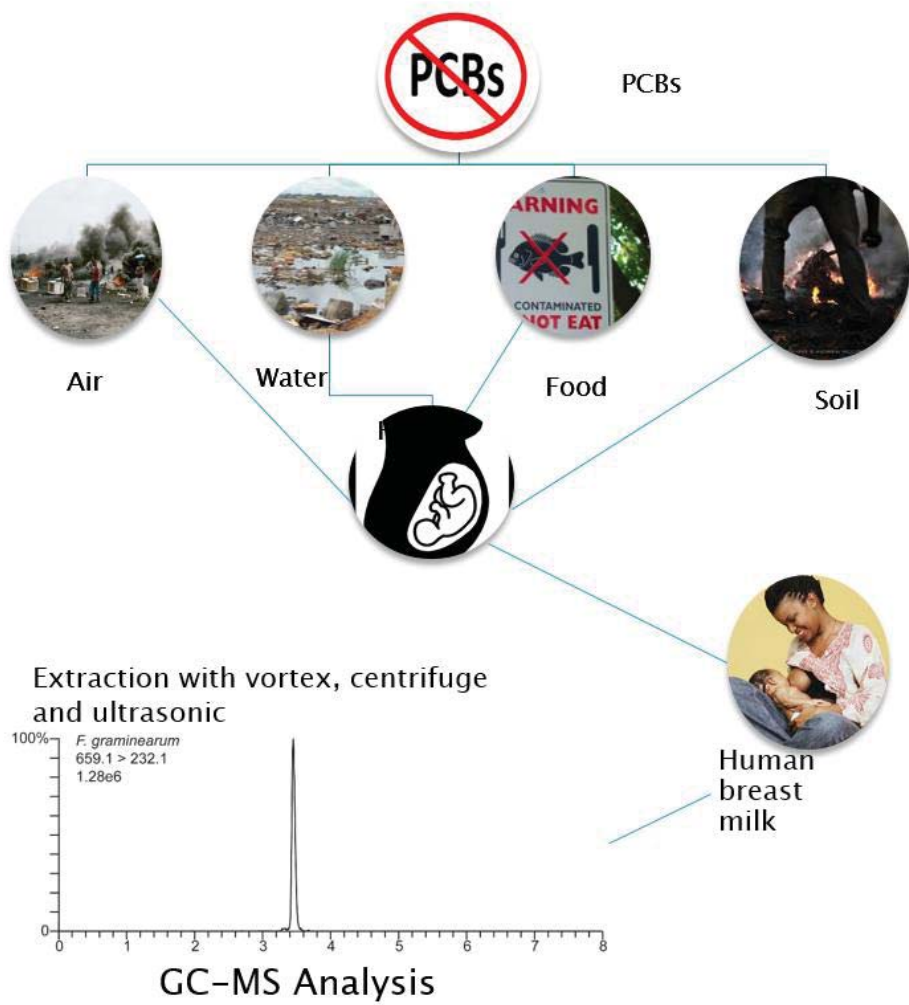 PCBs
PCBs
ARNING
CONTAMINATED
NOT EAT
Air
Water
Food
Soil
Human
breast
milk
Extraction with vortex, centrifuge
and ultrasonic
100%
F. graminearum
659.1 > 232.1
1.28e6
0
0 1 2 3 4 5 6 7 8
GC-MS Analysis